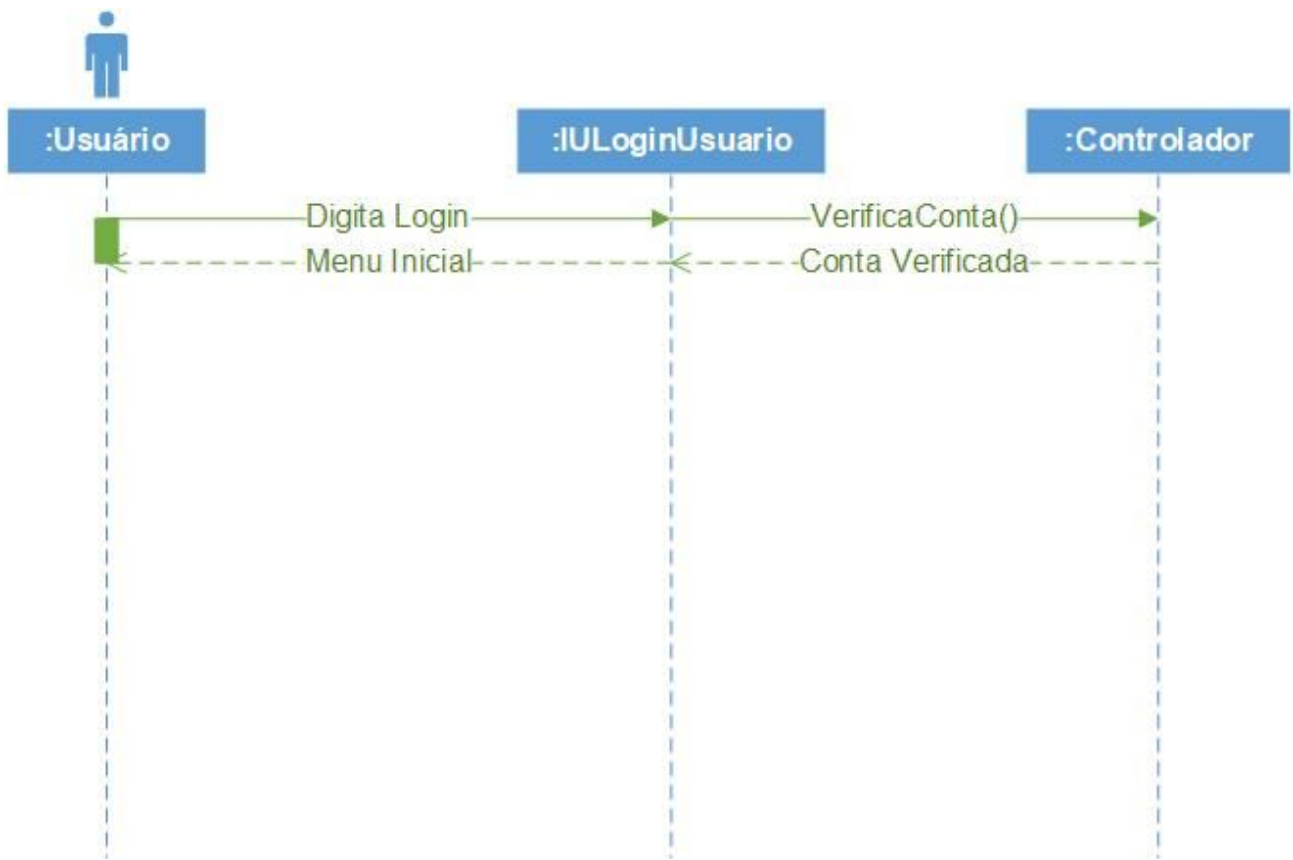 :Usuário
:IULoginUsuario
:Controlador
Digita Login
VerificaConta()
Menu Inicial
Conta Verificada